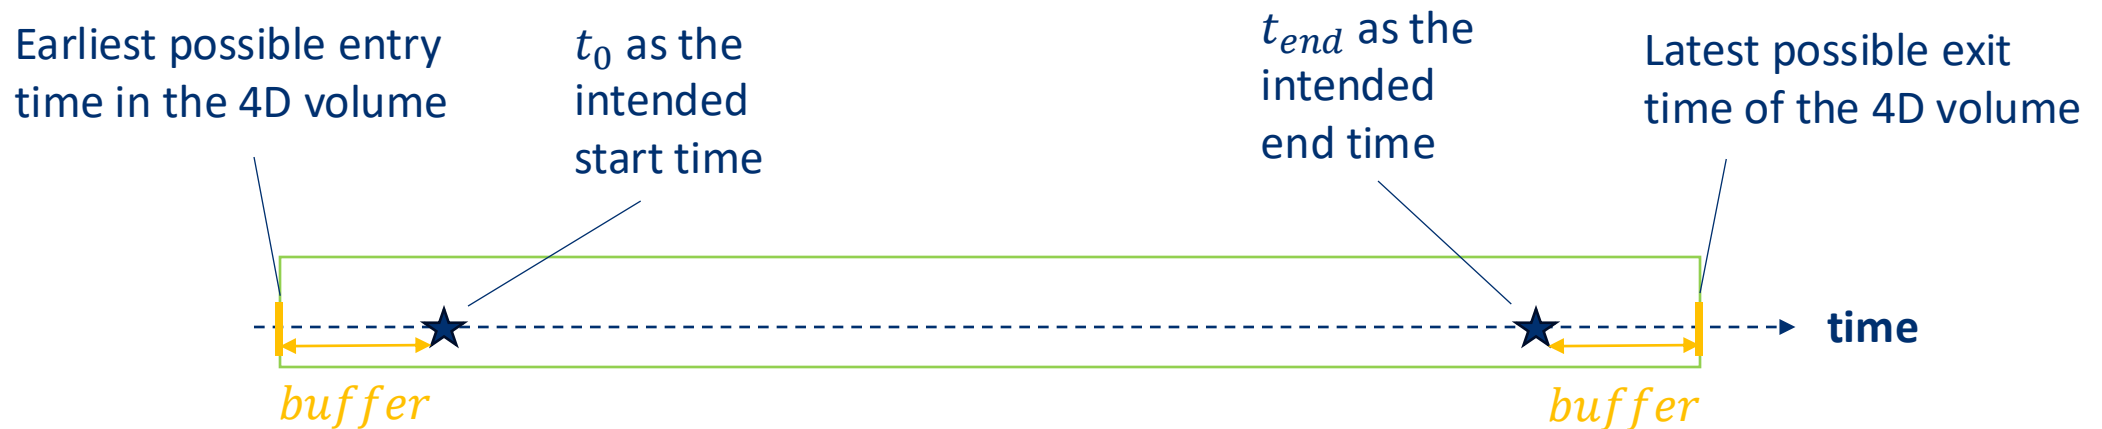 Earliest possible entry
time in the 4D volume
t₀ as the
intended
start time
t_end as the
intended
end time
Latest possible exit
time of the 4D volume
time
buffer
buffer